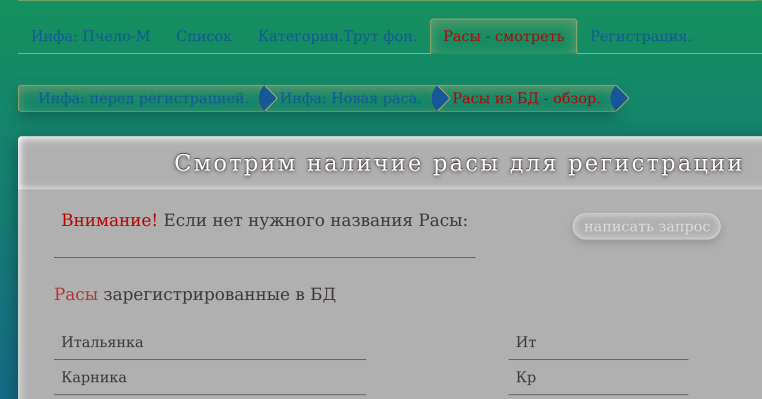 Инфа: Пчело-М Список Категории.Трут фон. Расы - смотреть Регистрация.
Инфа: перед регистрацией. Инфа: Новая раса. Расы из БД - обзор.
Смотрим наличие расы для регистрации
Внимание! Если нет нужного названия Расы: написать запрос
Расы зарегистрированные в БД
Итальянка Ит
Карника Кр